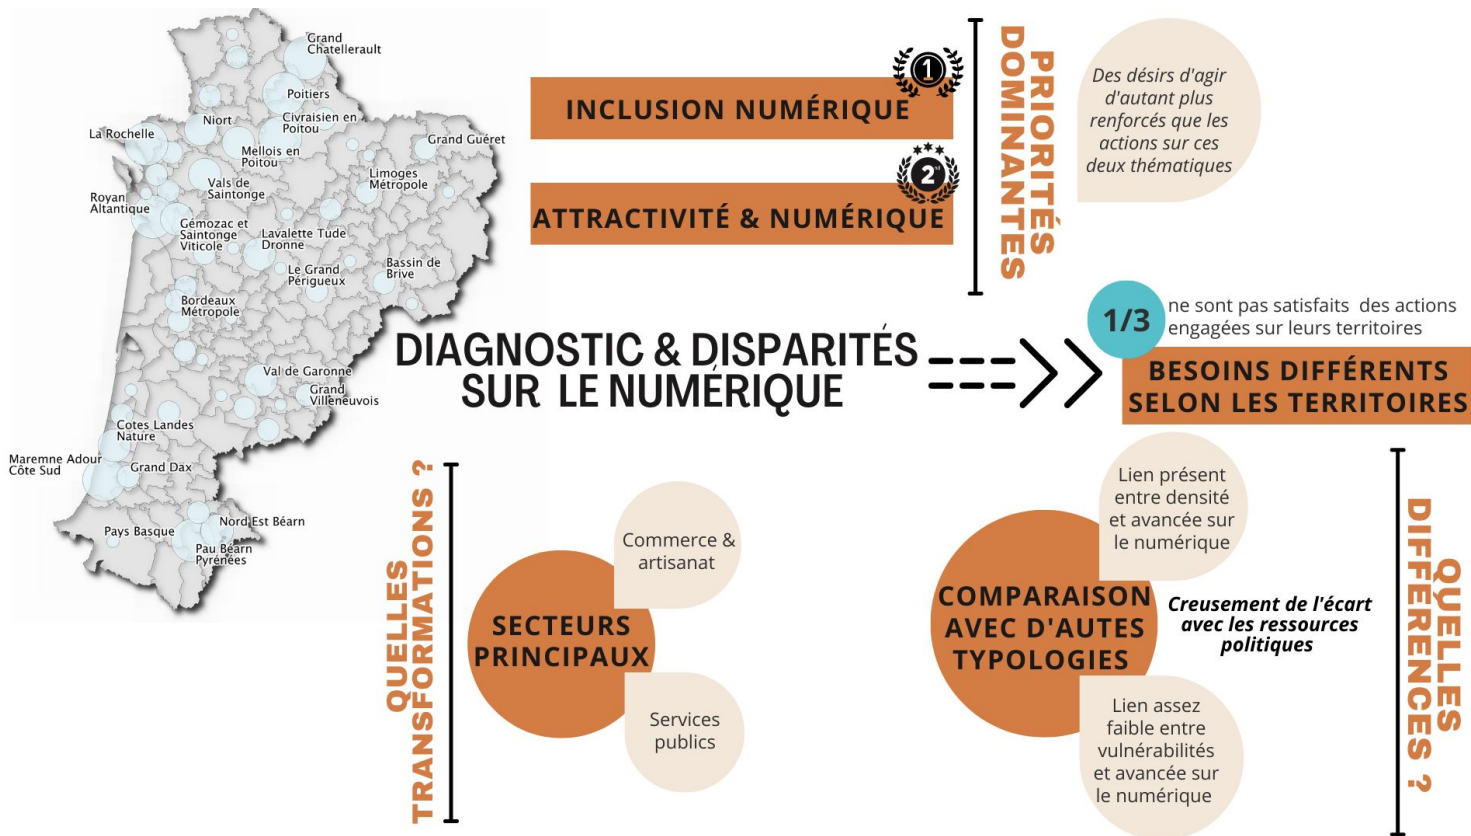 Grand
Chatellerault
Poitiers
Niort
Civraisien en
Poitou
La Rochelle
Mellois en
Poitou
Grand Guéret
Limoges
Métropole
Vals de
Saintonge
Royan
Altantique
Gémozac et
Saintonge
Viticole
Lavalette Tude
Dronne
Le Grand
Périgueux
Bassin de
Brive
Bordeaux
Métropole
Val de Garonne
Grand
Villeneuvois
Cotes Landes
Nature
Maremne Adour
Côte Sud
Grand Dax
Pays Basque
Nord Est Béarn
Pau Béarn
Pyrénées
1
INCLUSION NUMÉRIQUE
2
ATTRACTIVITÉ & NUMÉRIQUE
PRIORITÉS
DOMINANTES
Des désirs d'agir
d'autant plus
renforcés que les
actions sur ces
deux thématiques
DIAGNOSTIC & DISPARITÉS
SUR LE NUMÉRIQUE
1/3
ne sont pas satisfaits des actions
engagées sur leurs territoires
BESOINS DIFFÉRENTS
SELON LES TERRITOIRES
QUELLES
TRANSFORMATIONS ?
Commerce &
artisanat
SECTEURS
PRINCIPAUX
Services
publics
Lien présent
entre densité
et avancée sur
le numérique
COMPARAISON
AVEC D'AUTES
TYPOLOGIES
Creusement de l'écart
avec les ressources
politiques
Lien assez
faible entre
vulnérabilités
et avancée sur
le numérique
QUELLES
DIFFÉRENCES ?